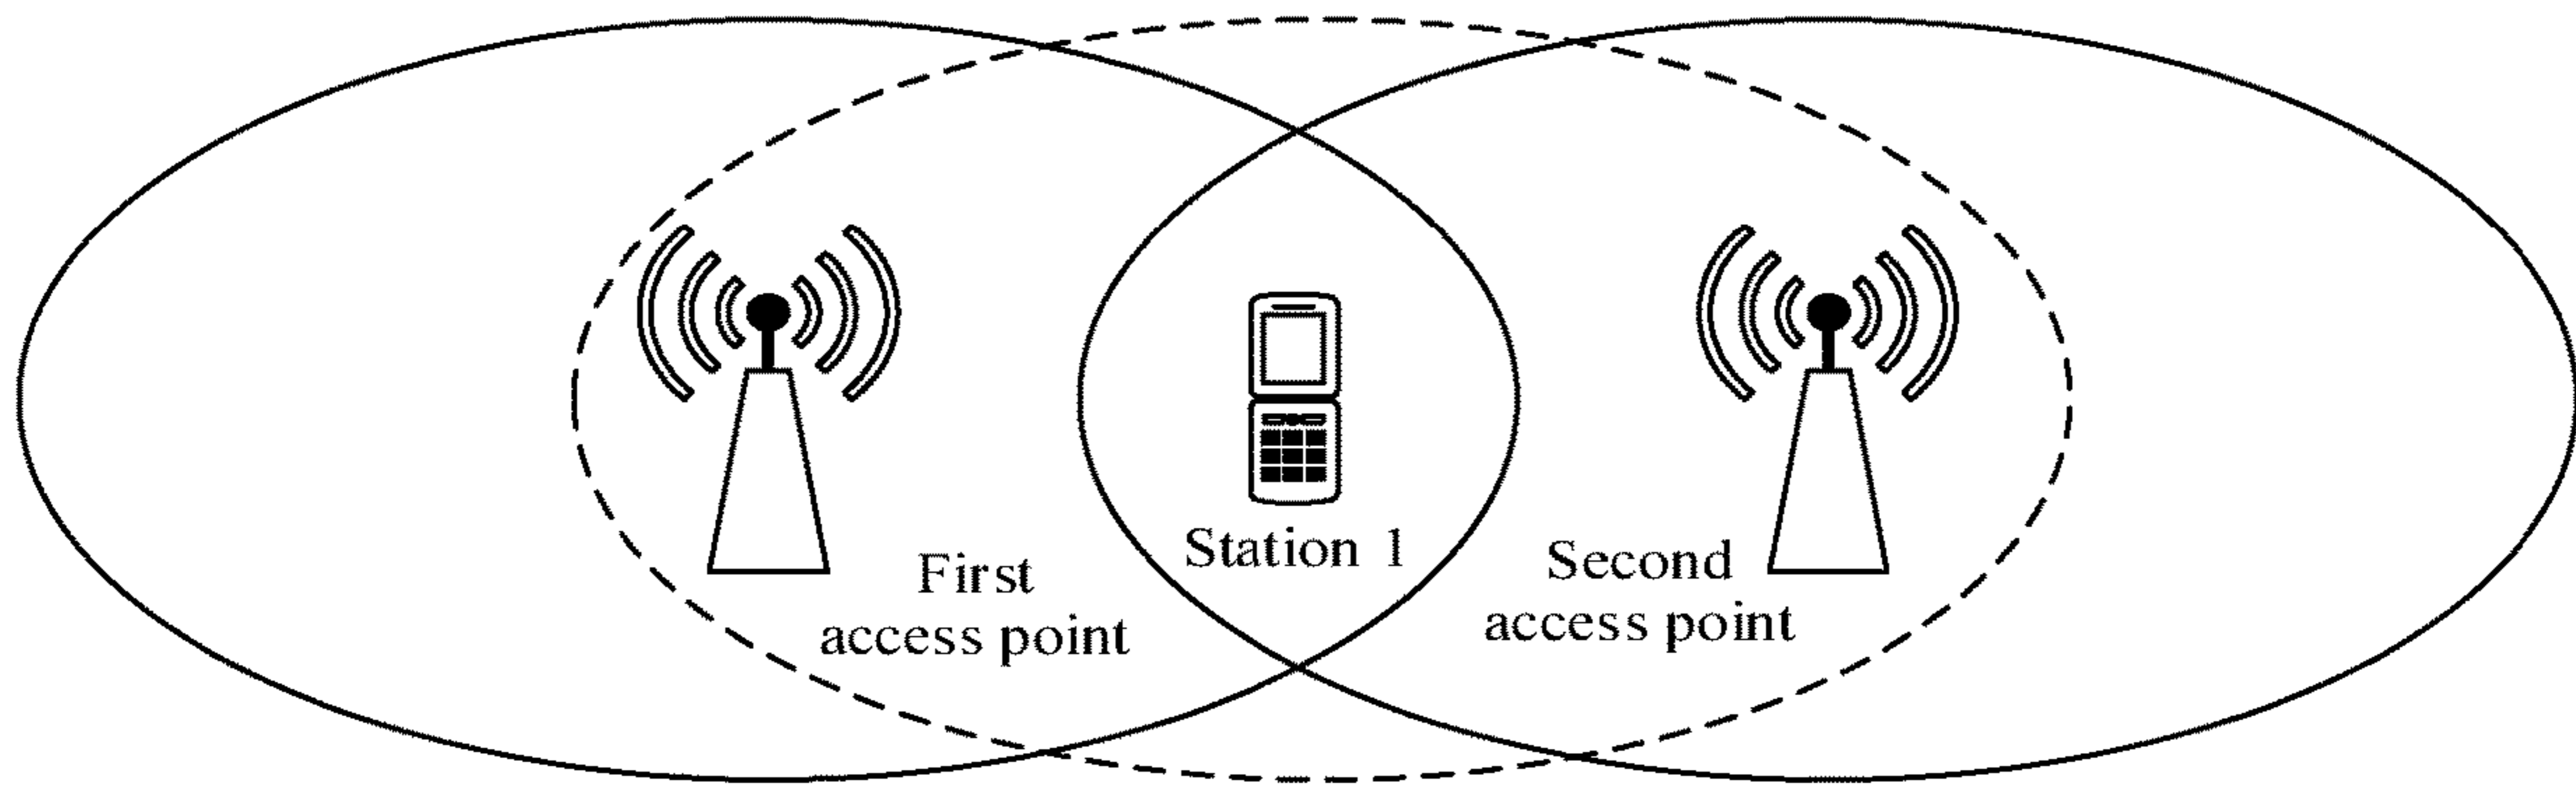 First
access point
Station 1
Second
access point